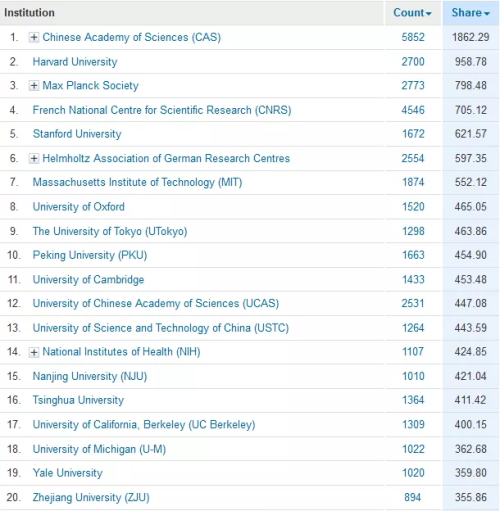 Institution Count Share
1. Chinese Academy of Sciences (CAS) 5852 1862.29
2. Harvard University 2700 958.78
3. Max Planck Society 2773 798.48
4. French National Centre for Scientific Research (CNRS) 4546 705.12
5. Stanford University 1672 621.57
6. Helmholtz Association of German Research Centres 2554 597.35
7. Massachusetts Institute of Technology (MIT) 1874 552.12
8. University of Oxford 1520 465.05
9. The University of Tokyo (UTokyo) 1298 463.86
10. Peking University (PKU) 1663 454.90
11. University of Cambridge 1433 453.48
12. University of Chinese Academy of Sciences (UCAS) 2531 447.08
13. University of Science and Technology of China (USTC) 1264 443.59
14. National Institutes of Health (NIH) 1107 424.85
15. Nanjing University (NJU) 1010 421.04
16. Tsinghua University 1364 411.42
17. University of California, Berkeley (UC Berkeley) 1309 400.15
18. University of Michigan (U-M) 1022 362.68
19. Yale University 1020 359.80
20. Zhejiang University (ZJU) 894 355.86